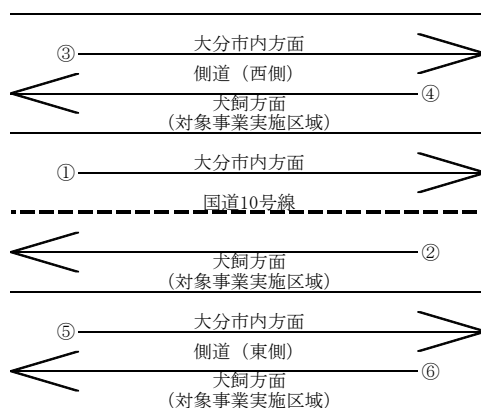 大分市内方面
③
側道（西側）
④
犬飼方面
（対象事業実施区域）
大分市内方面
①
国道10号線
②
犬飼方面
（対象事業実施区域）
大分市内方面
⑤
側道（東側）
⑥
犬飼方面
（対象事業実施区域）